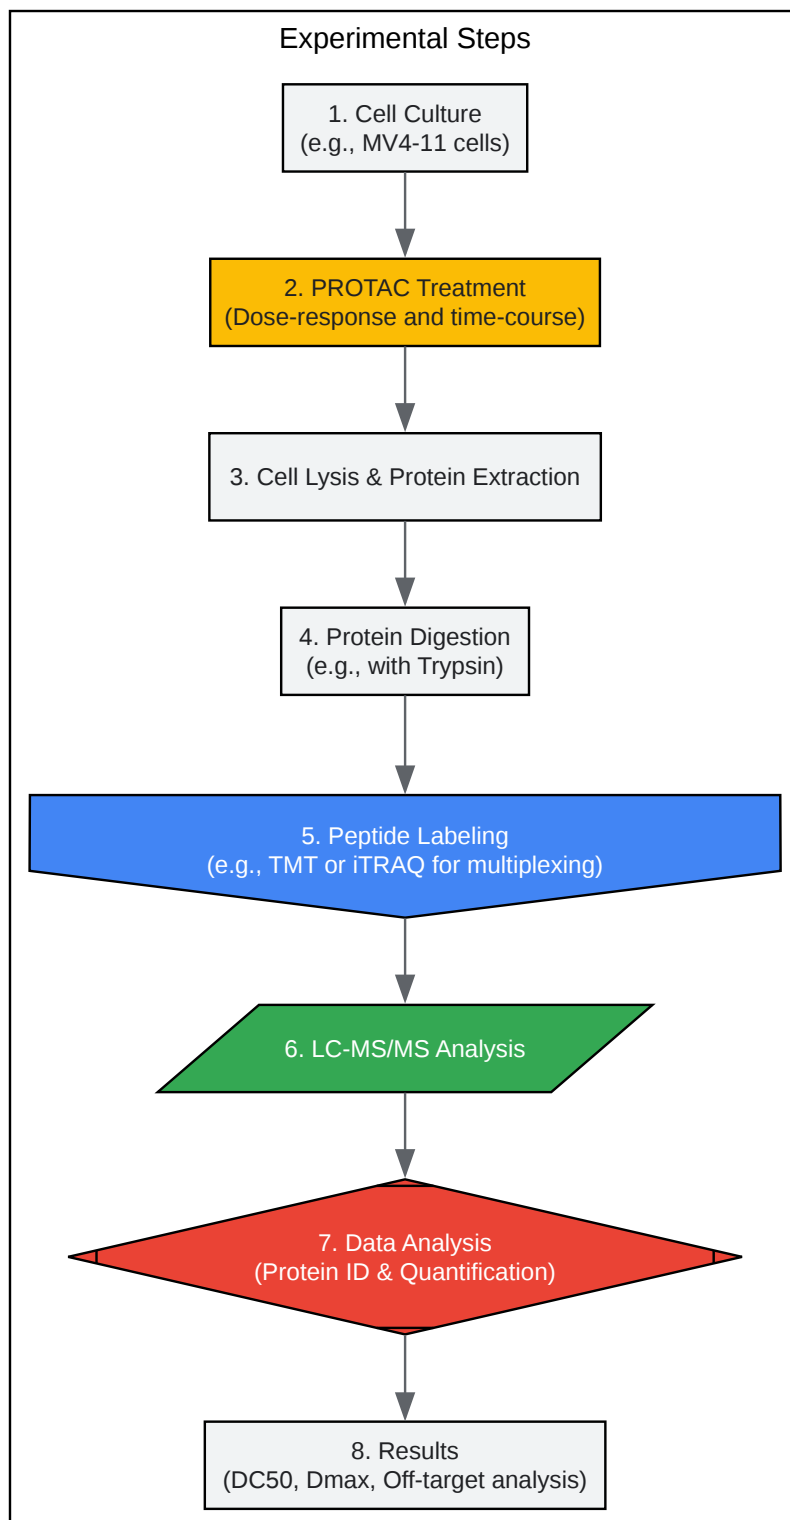 Experimental Steps
1. Cell Culture
(e.g., MV4-11 cells)
2. PROTAC Treatment
(Dose-response and time-course)
3. Cell Lysis & Protein Extraction
4. Protein Digestion
(e.g., with Trypsin)
5. Peptide Labeling
(e.g., TMT or iTRAQ for multiplexing)
6. LC-MS/MS Analysis
7. Data Analysis
(Protein ID & Quantification)
8. Results
(DC50, Dmax, Off-target analysis)